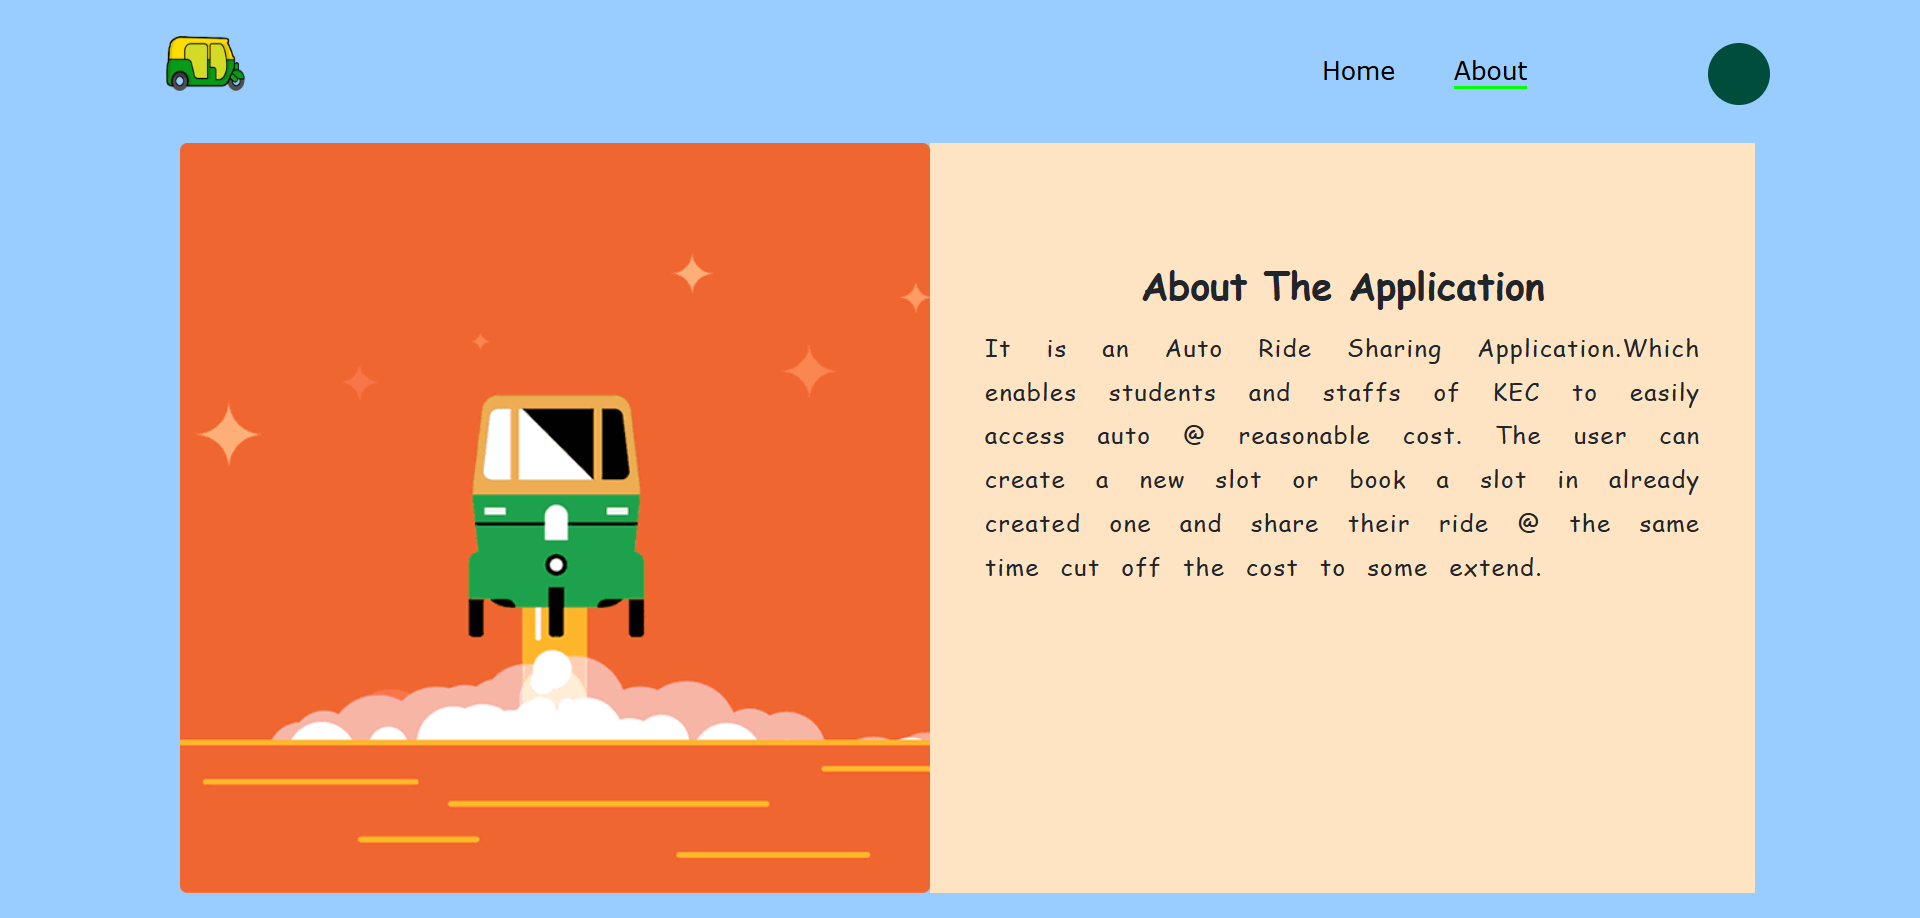 Home About
About The Application
It is an Auto Ride Sharing Application.Which
enables students and staffs of KEC to easily
access auto @ reasonable cost. The user can
create a new slot or book a slot in already
created one and share their ride @ the same
time cut off the cost to some extend.